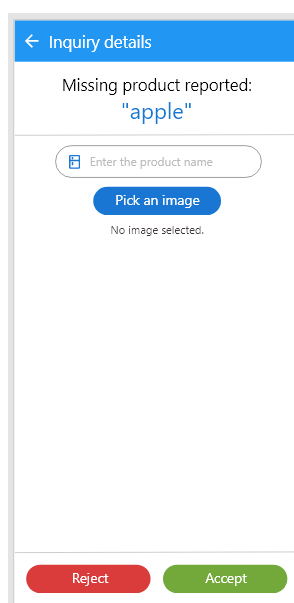 Inquiry details
Missing product reported:
"apple"
Enter the product name
Pick an image
No image selected.
Reject
Accept